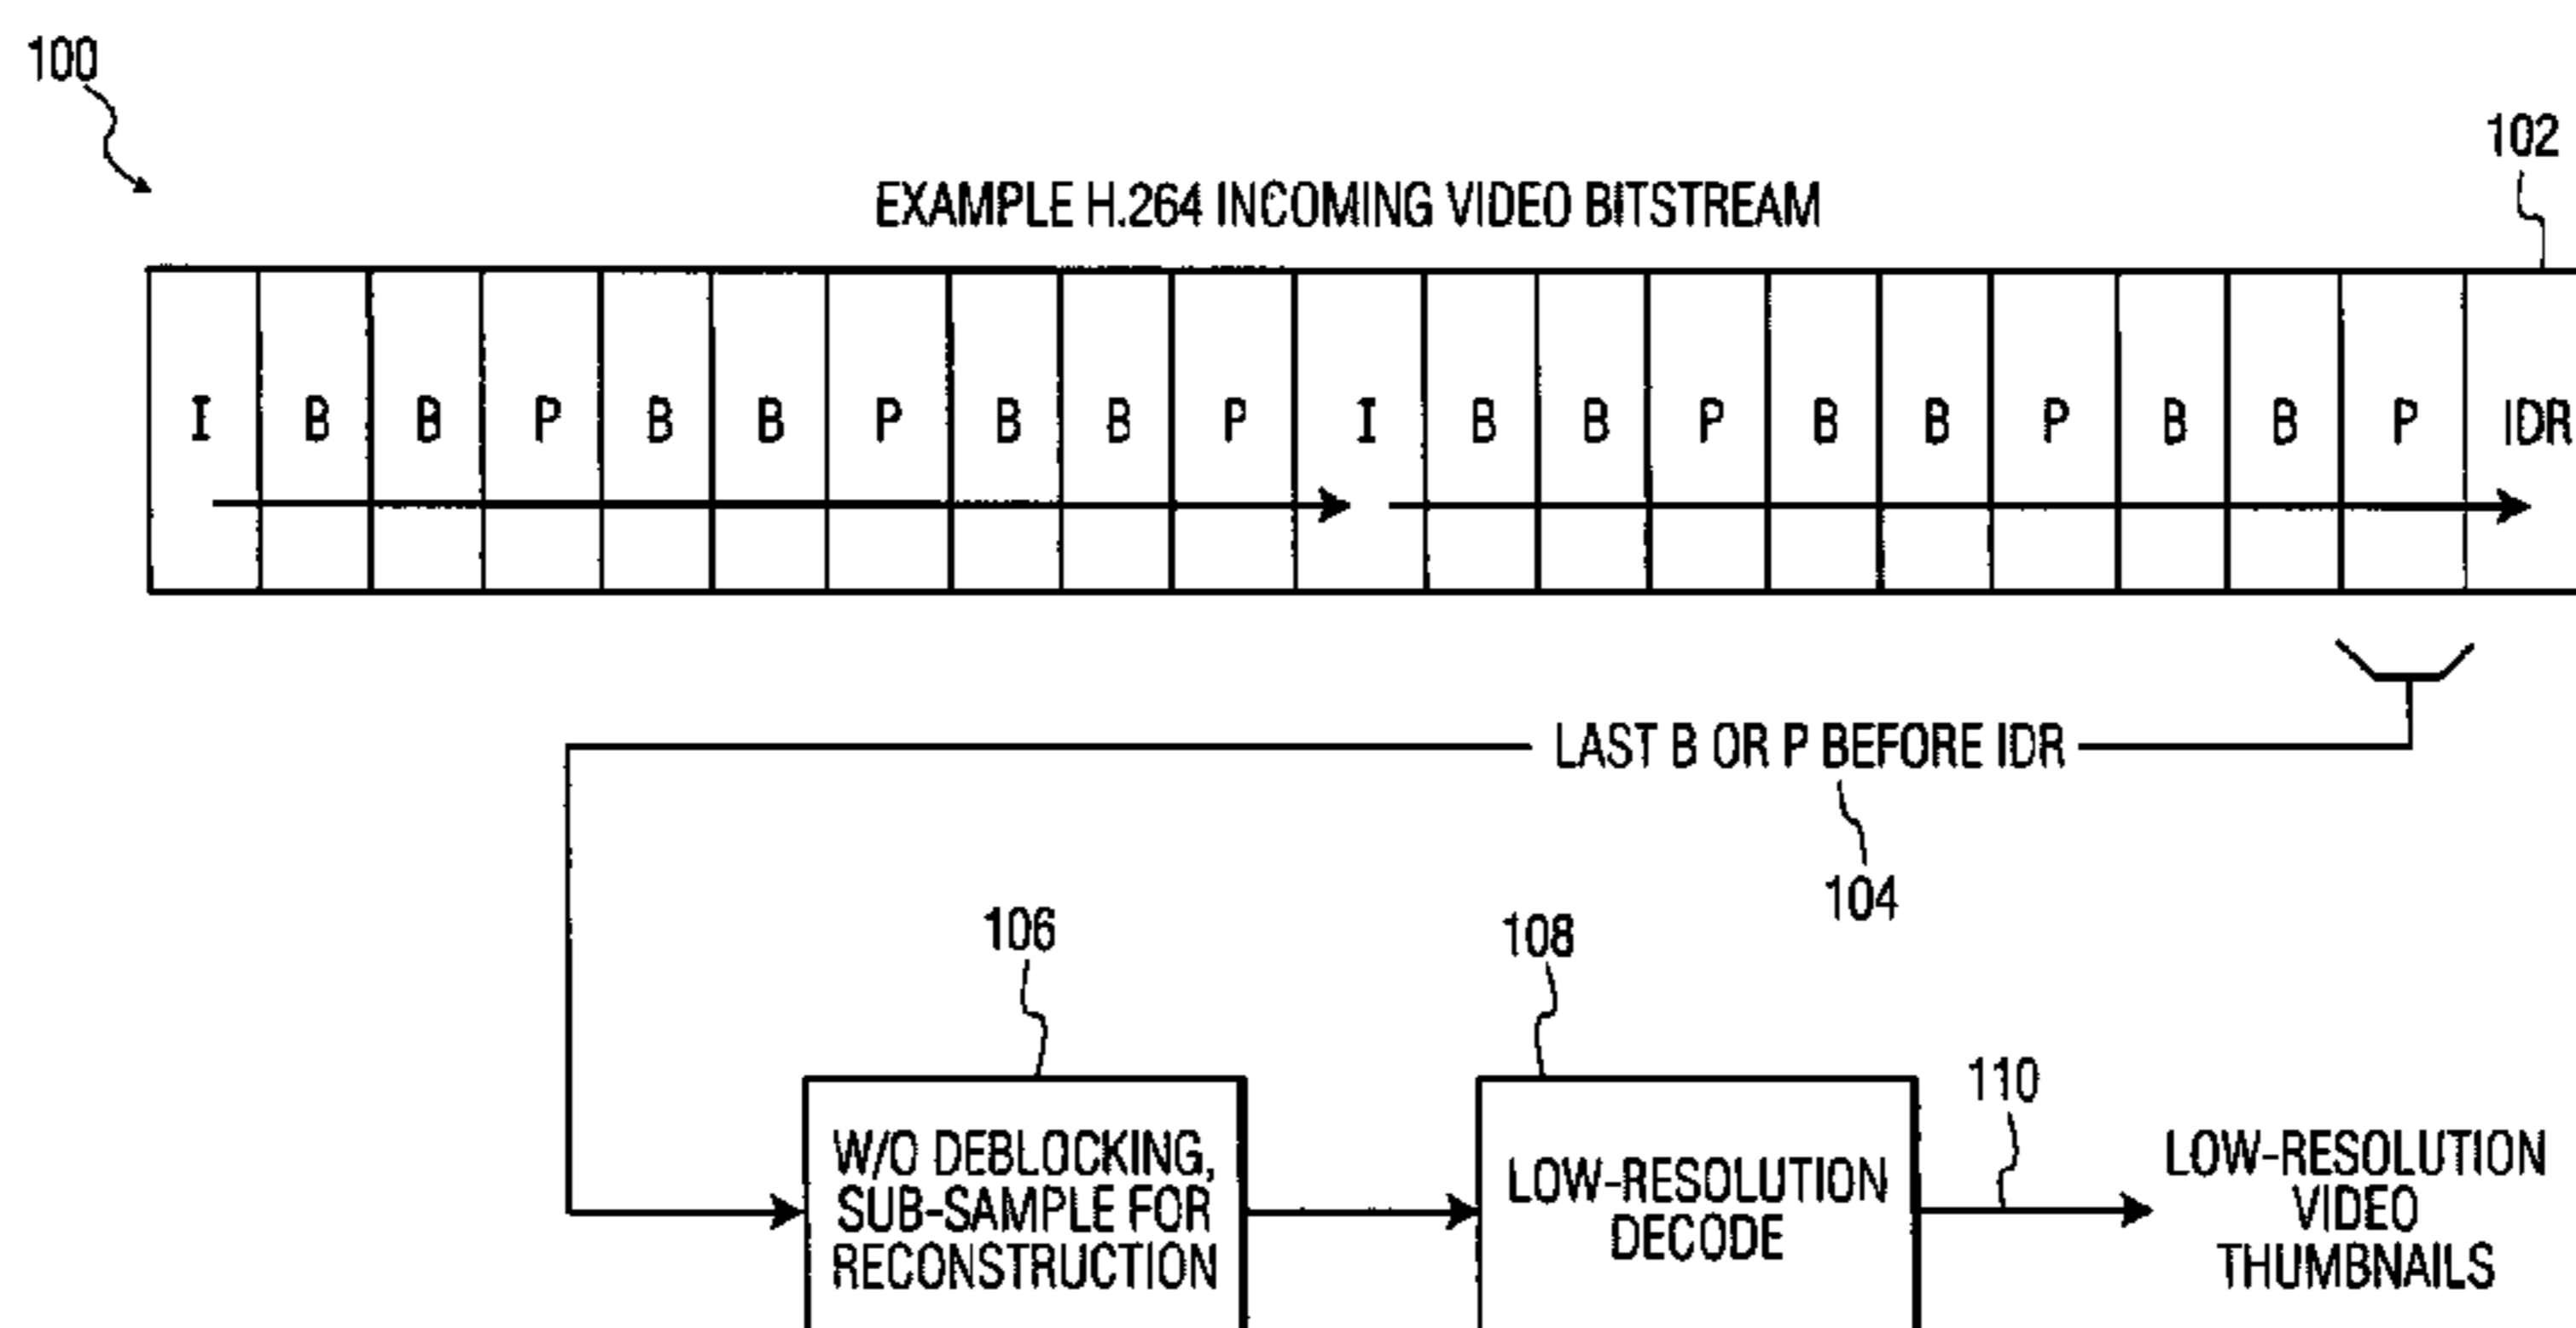 100
102
EXAMPLE H.264 INCOMING VIDEO BITSTREAM
I B B P B B P B B P I B B P B B P B B P IDR
LAST B OR P BEFORE IDR
104
106
108
110
W/O DEBLOCKING,
SUB-SAMPLE FOR
RECONSTRUCTION
LOW-RESOLUTION
DECODE
LOW-RESOLUTION
VIDEO
THUMBNAILS